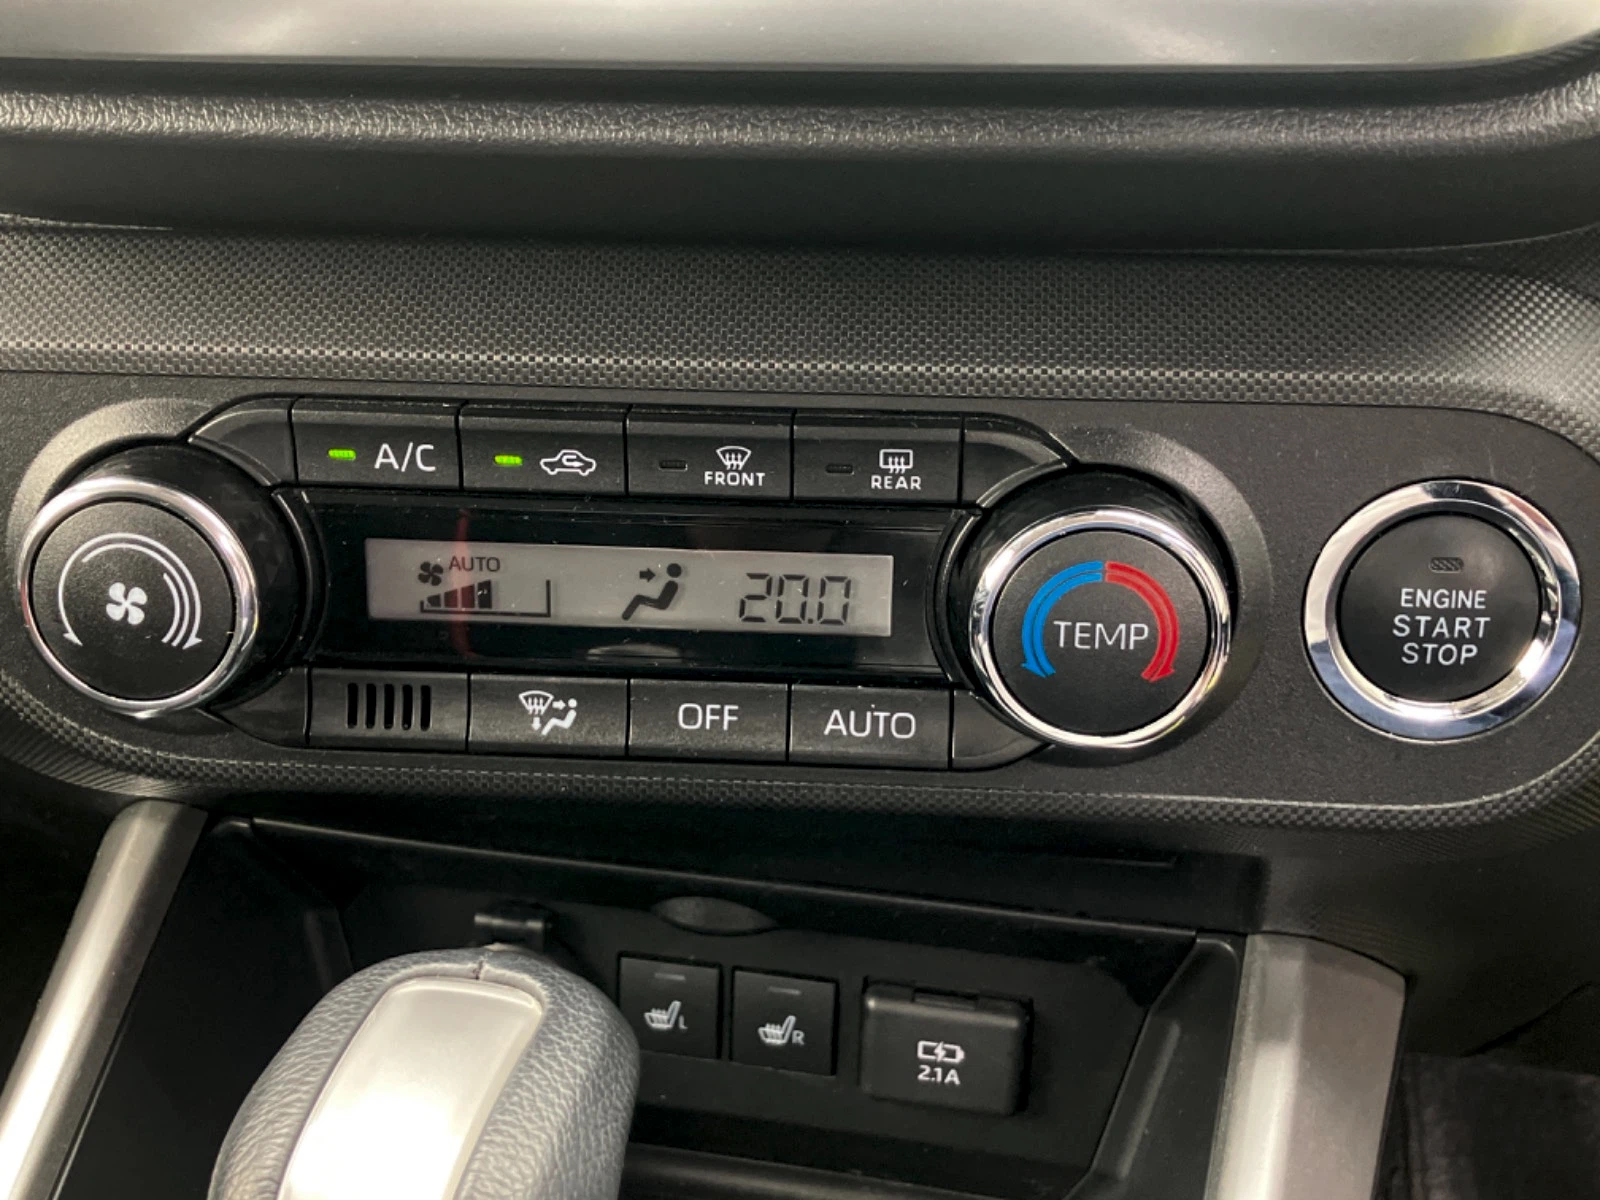 A/C
FRONT
REAR
AUTO
20.0
TEMP
ENGINE
START
STOP
OFF
AUTO
L
R
2.1A